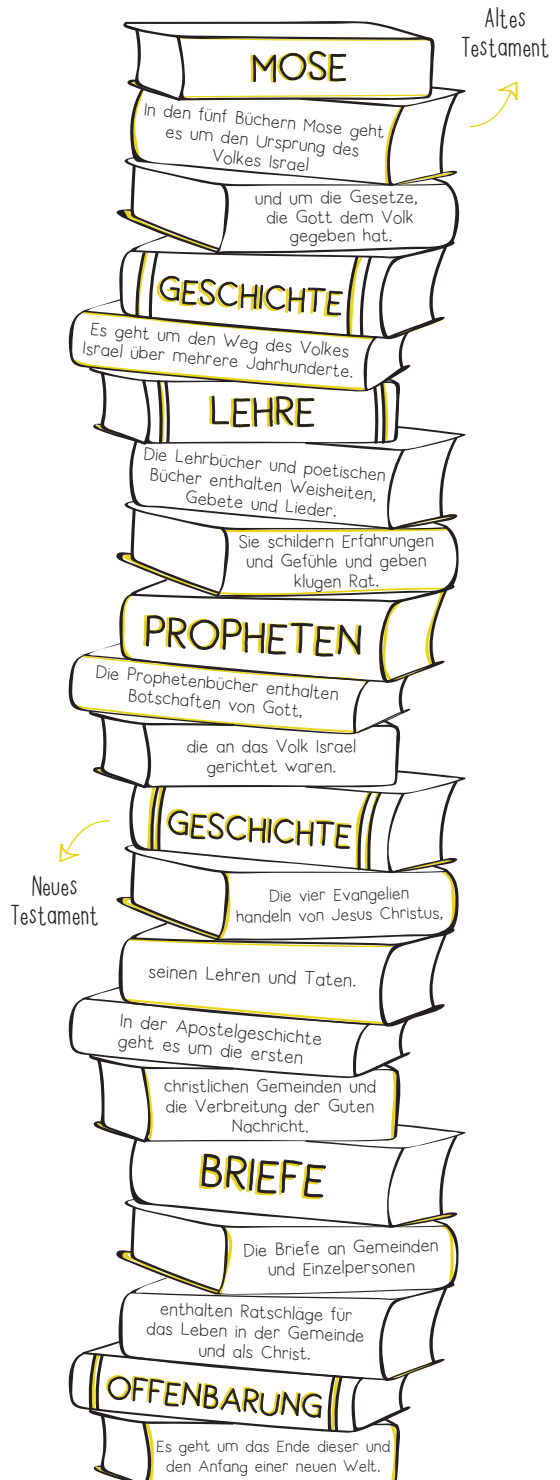 Altes
Testament
MOSE
In den fünf Büchern Mose geht
es um den Ursprung des
Volkes Israel
und um die Gesetze,
die Gott dem Volk
gegeben hat.
GESCHICHTE
Es geht um den Weg des Volkes
Israel über mehrere Jahrhunderte.
LEHRE
Die Lehrbücher und poetischen
Bücher enthalten Weisheiten,
Gebete und Lieder.
Sie schildern Erfahrungen
und Gefühle und geben
klugen Rat.
PROPHETEN
Die Prophetenbücher enthalten
Botschaften von Gott,
die an das Volk Israel
gerichtet waren.
GESCHICHTE
Neues
Testament
Die vier Evangelien
handeln von Jesus Christus,
seinen Lehren und Taten.
In der Apostelgeschichte
geht es um die ersten
christlichen Gemeinden und
die Verbreitung der Guten
Nachricht.
BRIEFE
Die Briefe an Gemeinden
und Einzelpersonen
enthalten Ratschläge für
das Leben in der Gemeinde
und als Christ.
OFFENBARUNG
Es geht um das Ende dieser und
den Anfang einer neuen Welt.